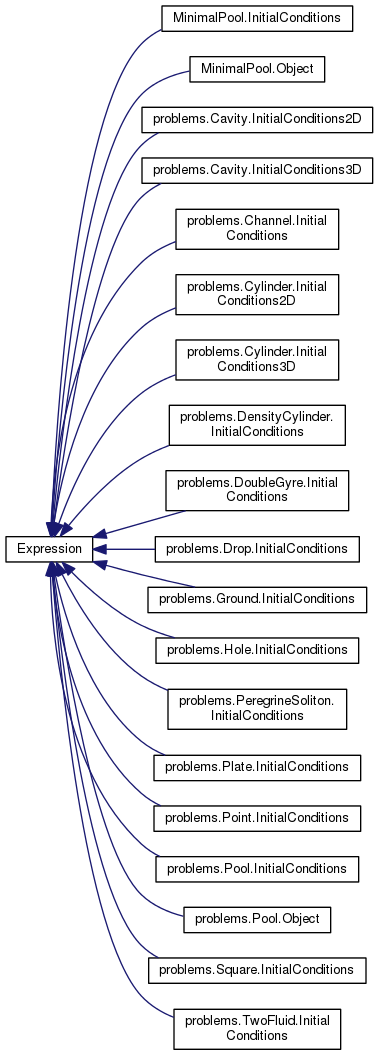 MinimalPool.InitialConditions
MinimalPool.Object
problems.Cavity.InitialConditions2D
problems.Cavity.InitialConditions3D
problems.Channel.Initial
Conditions
problems.Cylinder.Initial
Conditions2D
problems.Cylinder.Initial
Conditions3D
problems.DensityCylinder.
InitialConditions
problems.DoubleGyre.Initial
Conditions
Expression
problems.Drop.InitialConditions
problems.Ground.InitialConditions
problems.Hole.InitialConditions
problems.PeregrineSoliton.
InitialConditions
problems.Plate.InitialConditions
problems.Point.InitialConditions
problems.Pool.InitialConditions
problems.Pool.Object
problems.Square.InitialConditions
problems.TwoFluid.Initial
Conditions